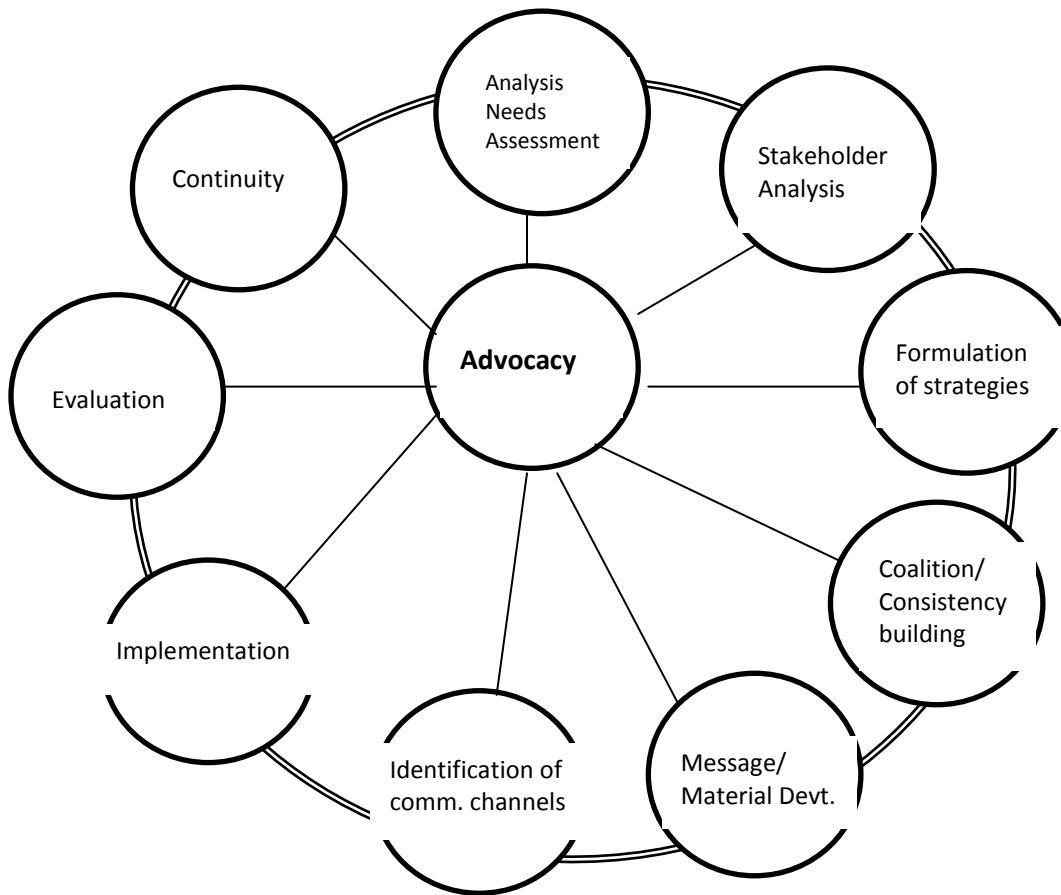 Analysis
Needs
Assessment
Stakeholder
Analysis
Continuity
Advocacy
Formulation
of strategies
Evaluation
Coalition/
Consistency
building
Implementation
Message/
Material Devt.
Identification of
comm. channels